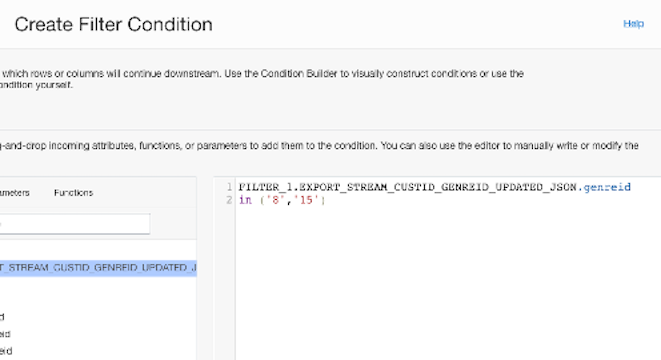 Create Filter Condition
Help
which rows or columns will continue downstream. Use the Condition Builder to visually construct conditions or use the
ondition yourself.
g-and-drop incoming attributes, functions, or parameters to add them to the condition. You can also use the editor to manually write or modify the
ameters Functions
1 FILTER_1.EXPORT_STREAM_CUSTID_GENREID_UPDATED_JSON.genreid
2 in ('8','15')
T_STREAM_CUSTID_GENREID_UPDATED_J
d
eid
eid